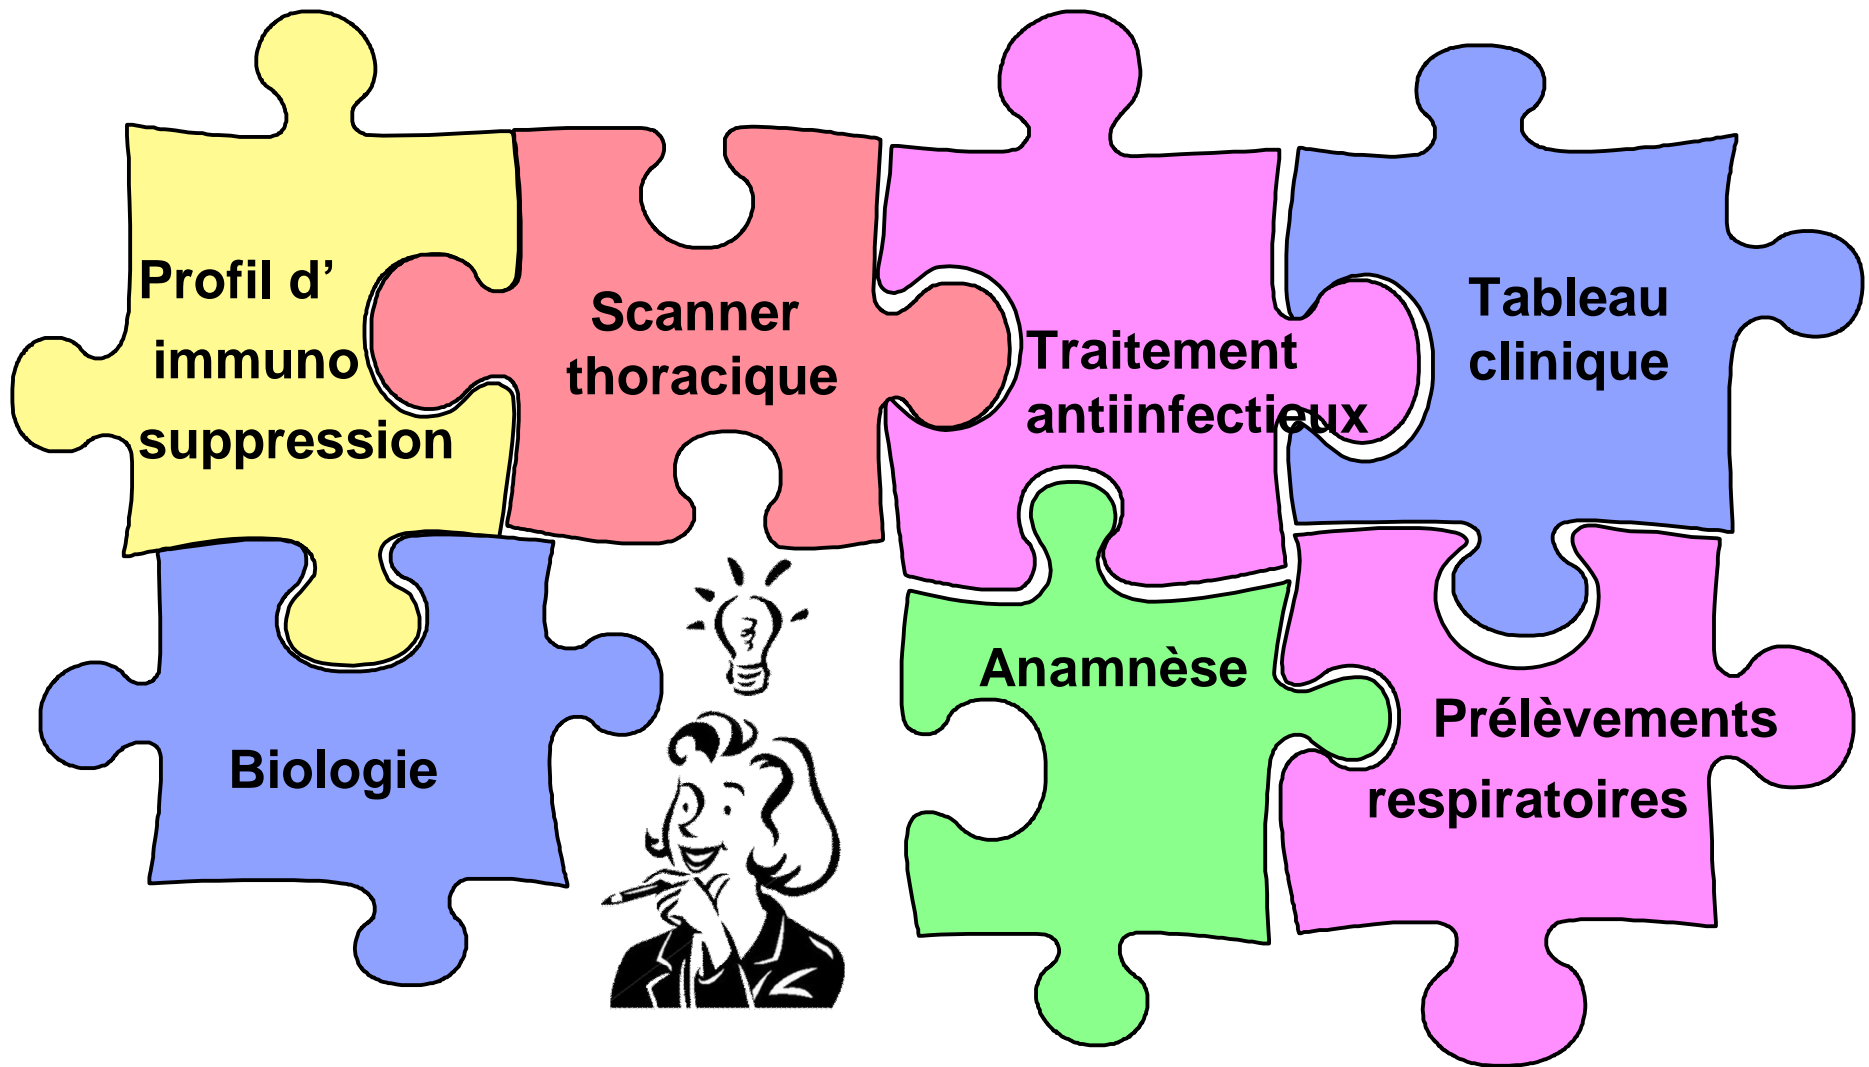 Profil d’
immuno
suppression
Scanner
thoracique
Traitement
antiinfectieux
Tableau
clinique
Biologie
Anamnèse
Prélèvements
respiratoires